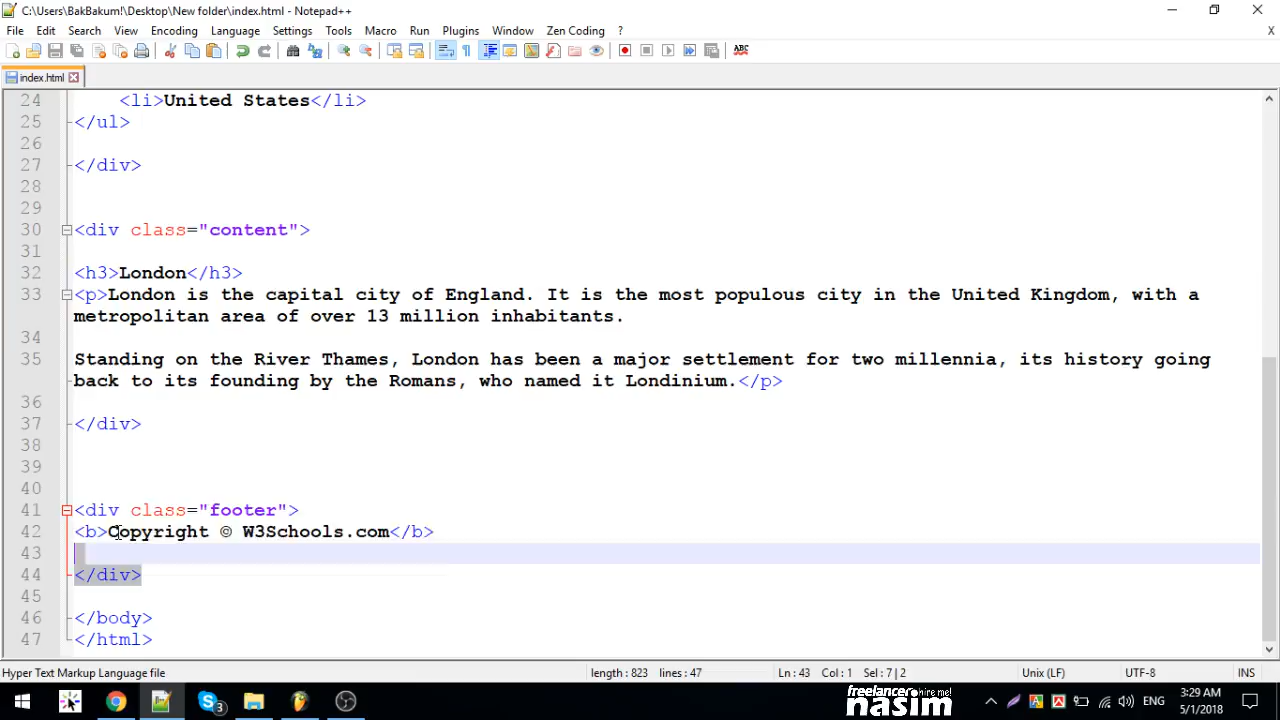 C:\Users\BakBakum!\Desktop\New folder\index.html - Notepad++
File Edit Search View Encoding Language Settings Tools Macro Run Plugins Window Zen Coding ? X
ABC
index.html
24 <li>United States</li>
25 </ul>
26
27 </div>
28
29
30 <div class="content">
31
32 <h3>London</h3>
33 <p>London is the capital city of England. It is the most populous city in the United Kingdom, with a
metropolitan area of over 13 million inhabitants.
34
35 Standing on the River Thames, London has been a major settlement for two millennia, its history going
back to its founding by the Romans, who named it Londinium.</p>
36
37 </div>
38
39
40
41 <div class="footer">
42 <b>Copyright © W3Schools.com</b>
43
44 </div>
45
46 </body>
47 </html>
Hyper Text Markup Language file length : 823 lines : 47 Ln : 43 Col : 1 Sel : 7 | 2 Unix (LF) UTF-8 INS
3
freelancer hire me!
nasim
ENG
3:29 AM
5/1/2018